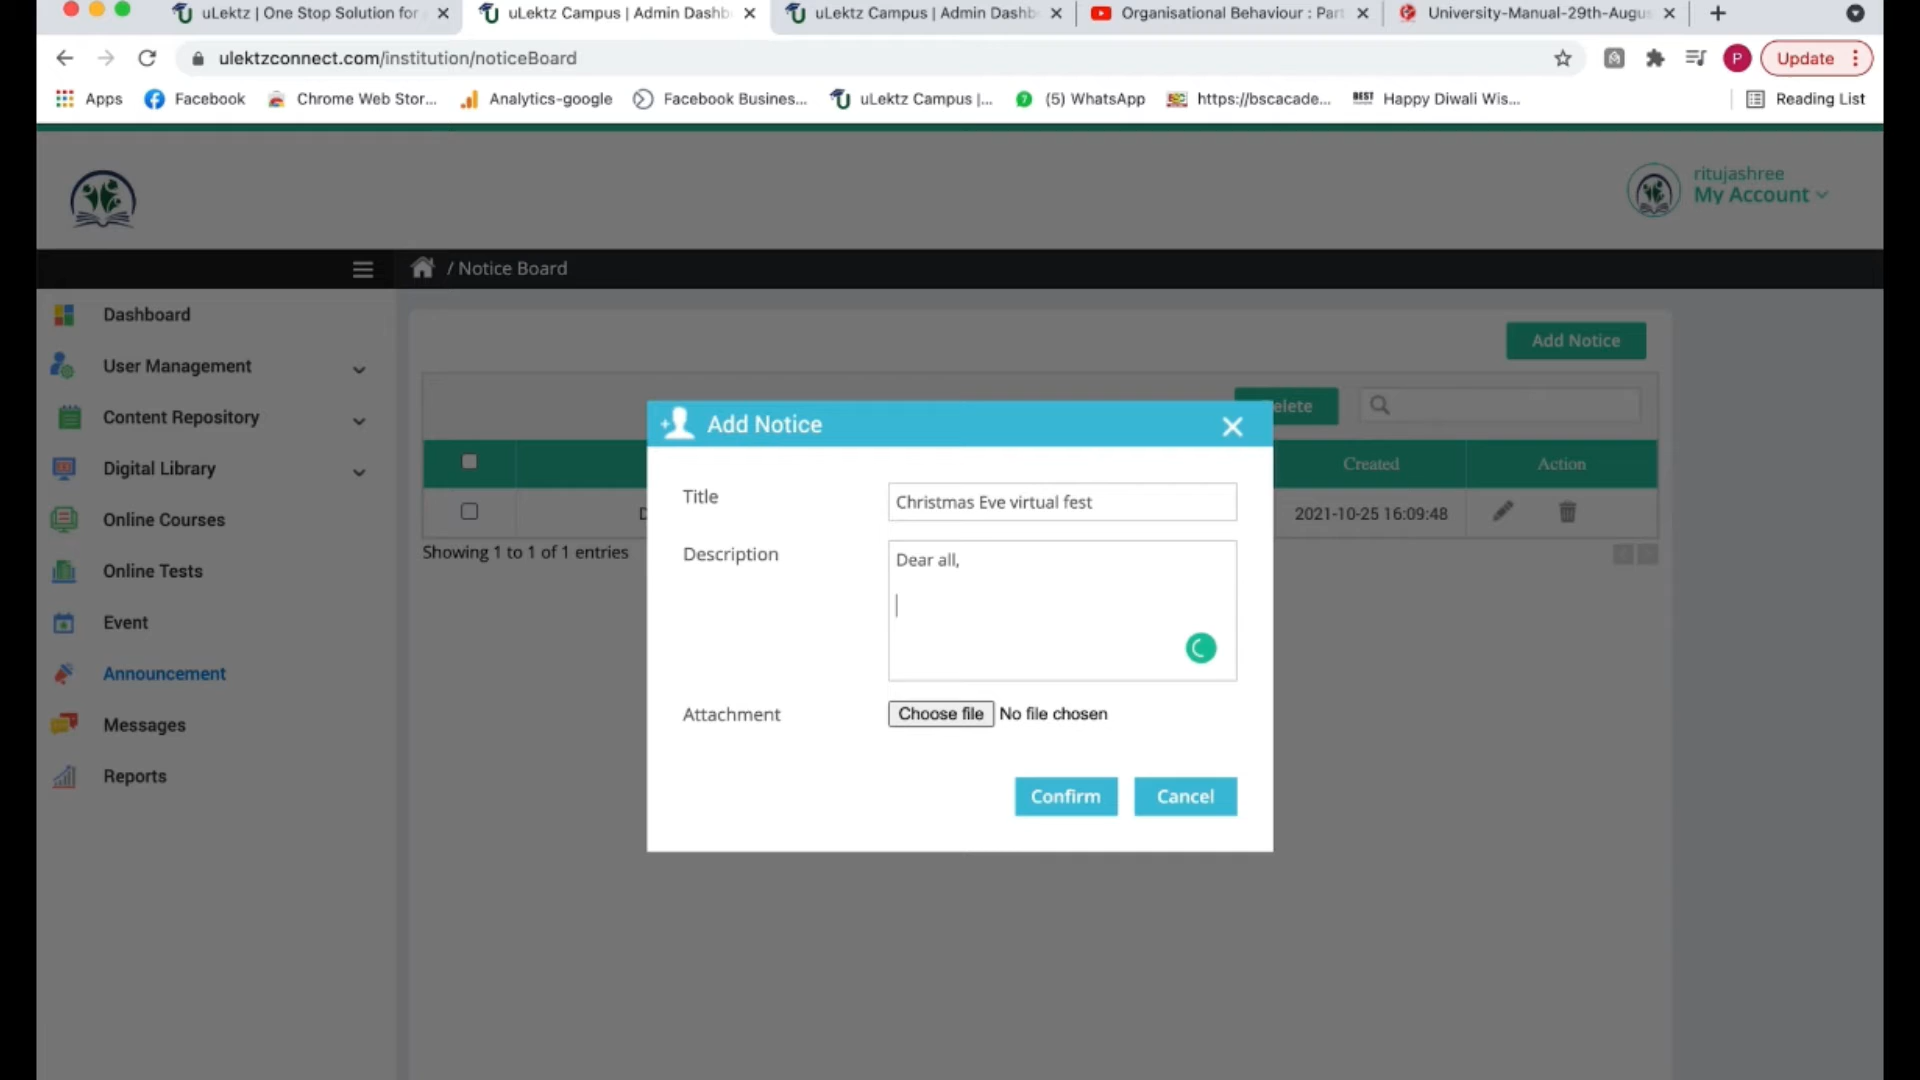 uLektz | One Stop Solution for
uLektz Campus | Admin Dashb
uLektz Campus | Admin Dashb
Organisational Behaviour : Par
University-Manual-29th-Augu
ulektzconnect.com/institution/noticeBoard
P
Update
Apps
Facebook
Chrome Web Stor...
Analytics-google
Facebook Busines...
uLektz Campus |...
(5) WhatsApp
https://bscacade...
BEST
Happy Diwali Wis...
Reading List
ritujashree
My Account
/ Notice Board
Dashboard
User Management
Content Repository
Digital Library
Online Courses
Online Tests
Event
Announcement
Messages
Reports
Add Notice
elete
Created
Action
D
2021-10-25 16:09:48
Showing 1 to 1 of 1 entries
Add Notice
Title
Christmas Eve virtual fest
Description
Dear all,
Attachment
Choose file No file chosen
Confirm
Cancel